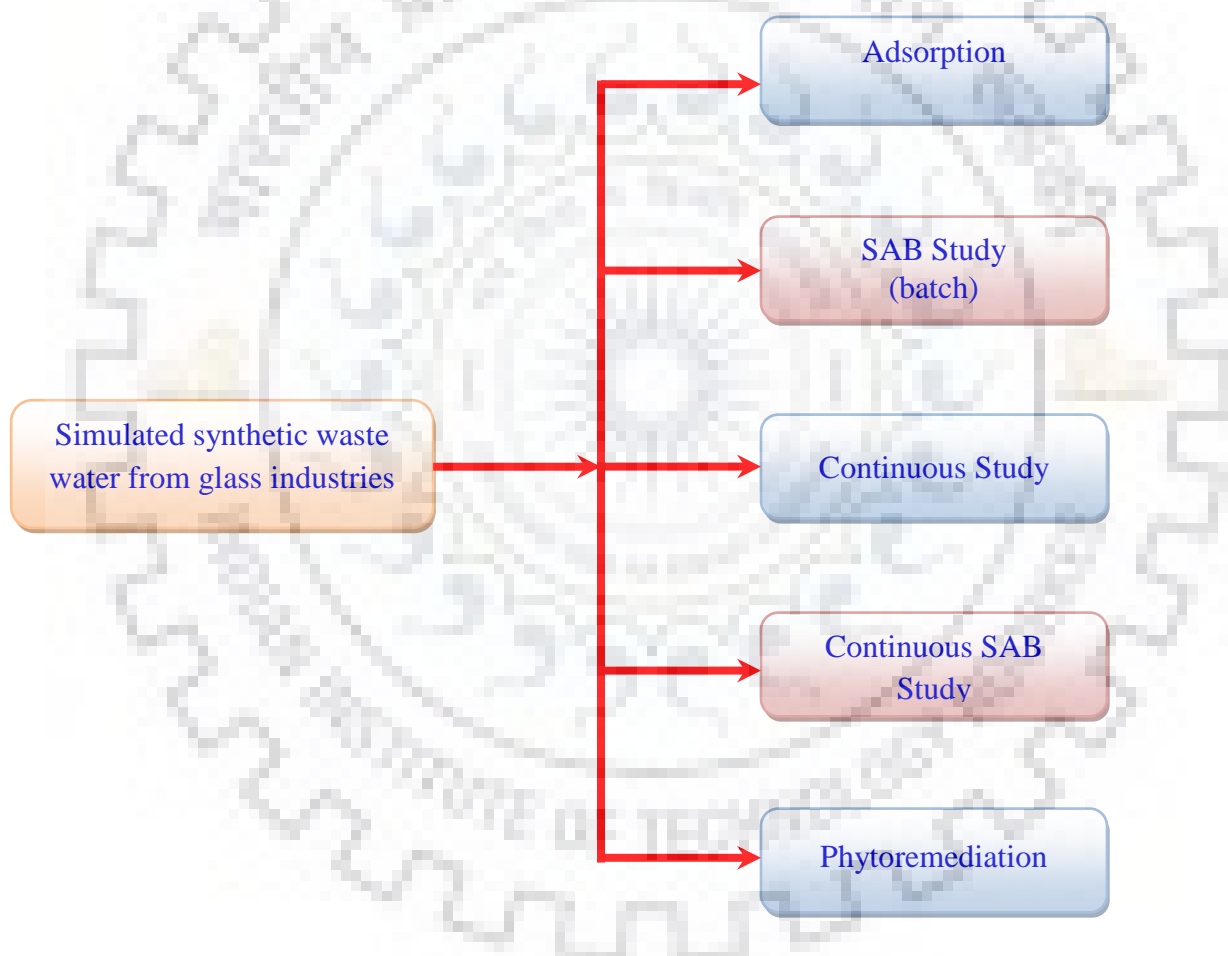 Adsorption
SAB Study
(batch)
Simulated synthetic waste
water from glass industries
Continuous Study
Continuous SAB
Study
Phytoremediation